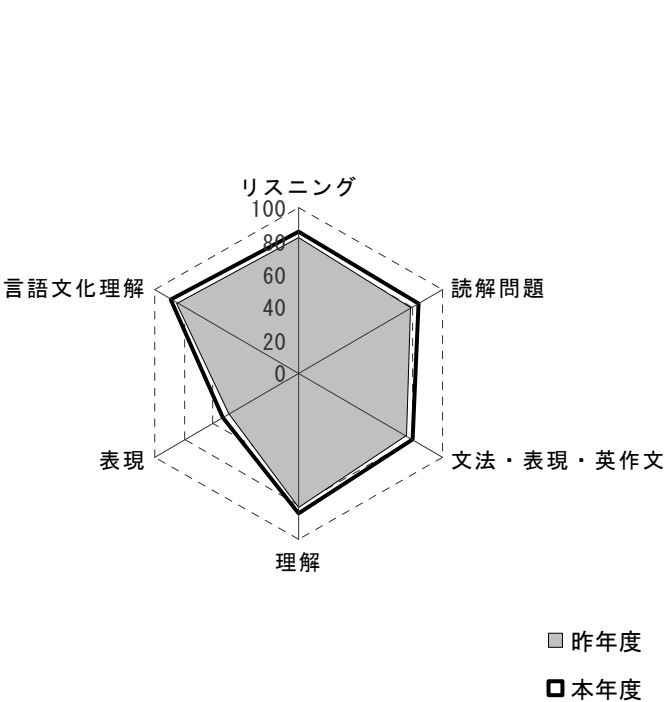 リスニング
100
80
60
40
20
0
言語文化理解
読解問題
表現
文法・表現・英作文
理解
昨年度
本年度